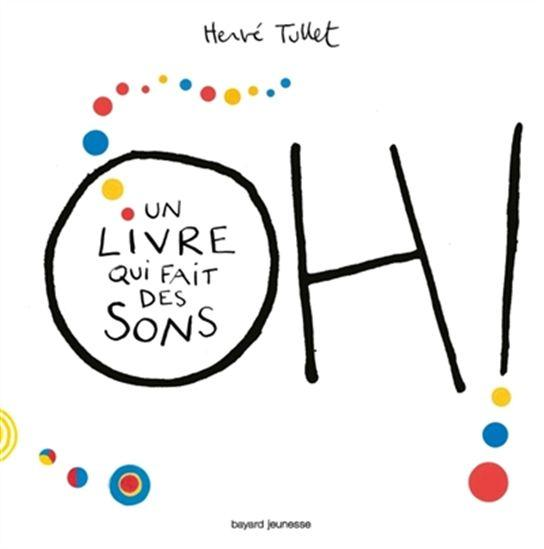 Hervé Tullet
OH!
UN
LIVRE
QUI FAIT
DES
SONS
bayard jeunesse